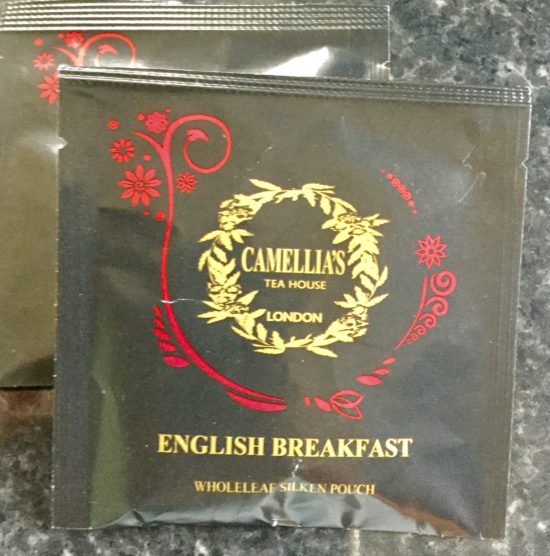 CAMELLIA'S
TEA HOUSE
LONDON
ENGLISH BREAKFAST
WHOLELEAF SILKEN POUCH